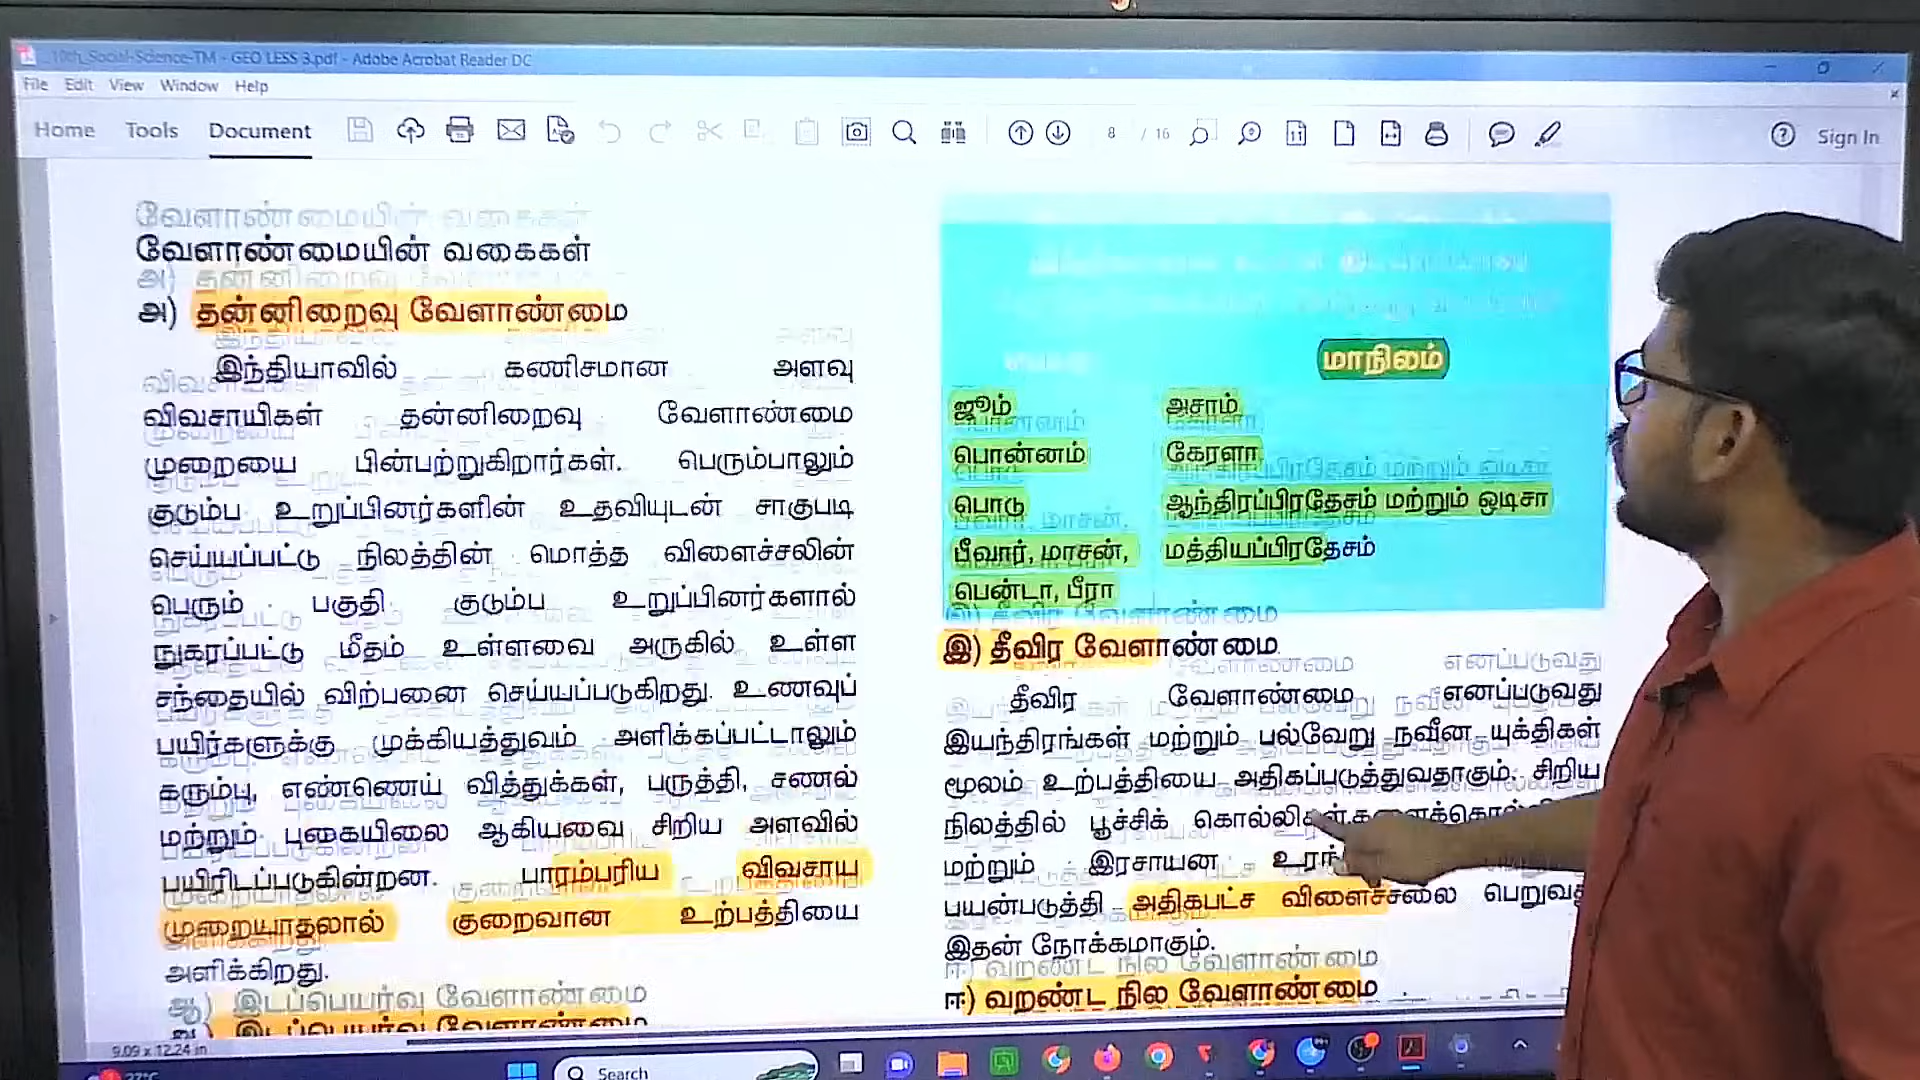 10th_Social-Science-TM - GEO LESS 3.pdf - Adobe Acrobat Reader DC
File Edit View Window Help
Home Tools Document 8 / 16 Sign In
வேளாண்மையின் வகைகள்
அ) தன்னிறைவு வேளாண்மை
இந்தியாவில் கணிசமான அளவு
விவசாயிகள் தன்னிறைவு வேளாண்மை
முறையை பின்பற்றுகிறார்கள். பெரும்பாலும்
குடும்ப உறுப்பினர்களின் உதவியுடன் சாகுபடி
செய்யப்பட்டு நிலத்தின் மொத்த விளைச்சலின்
பெரும் பகுதி குடும்ப உறுப்பினர்களால்
நுகரப்பட்டு மீதம் உள்ளவை அருகில் உள்ள
சந்தையில் விற்பனை செய்யப்படுகிறது. உணவுப்
பயிர்களுக்கு முக்கியத்துவம் அளிக்கப்பட்டாலும்
கரும்பு, எண்ணெய் வித்துக்கள், பருத்தி, சணல்
மற்றும் புகையிலை ஆகியவை சிறிய அளவில்
பயிரிடப்படுகின்றன. பாரம்பரிய விவசாய
முறையாதலால் குறைவான உற்பத்தியை
அளிக்கிறது.
ஆ) இடப்பெயர்வு வேளாண்மை
மாநிலம்
ஜூம் அசாம்
பொன்னம் கேரளா
பொடு ஆந்திரப்பிரதேசம் மற்றும் ஒடிசா
பீவார், மாசன், மத்தியப்பிரதேசம்
பென்டா, பீரா
இ) தீவிர வேளாண்மை
தீவிர வேளாண்மை எனப்படுவது
இயந்திரங்கள் மற்றும் பல்வேறு நவீன யுக்திகள்
மூலம் உற்பத்தியை அதிகப்படுத்துவதாகும். சிறிய
நிலத்தில் பூச்சிக் கொல்லிகள்
மற்றும் இரசாயன
பயன்படுத்தி அதிகபட்ச விளைச்சலை
இதன் நோக்கமாகும்.
ஈ) வறண்ட நில வேளாண்மை
9.09 x 12.24 in
27°C Search